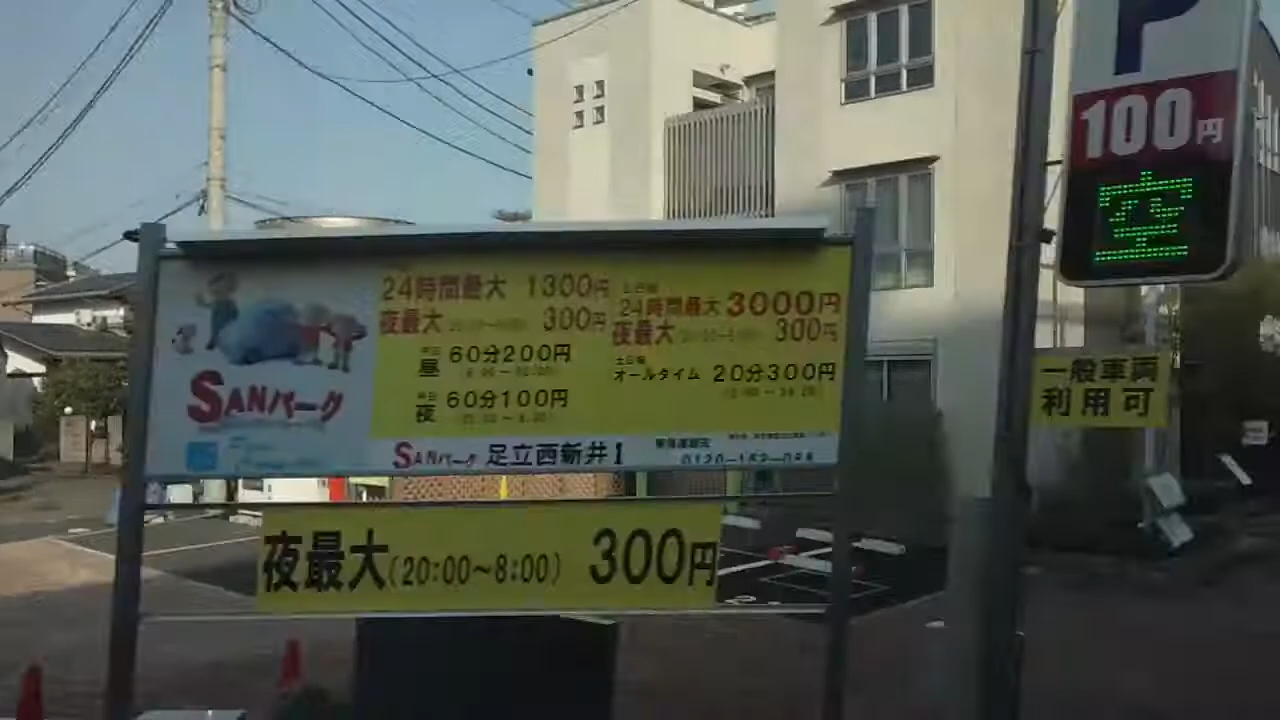 P
100円
空
24時間最大 1300円
夜最大 300円
昼 60分200円
夜 60分100円
24時間最大 3000円
夜最大 300円
オールタイム 20分300円
SANパーク
SANパーク 足立西新井1
一般車両
利用可
夜最大(20:00~8:00) 300円